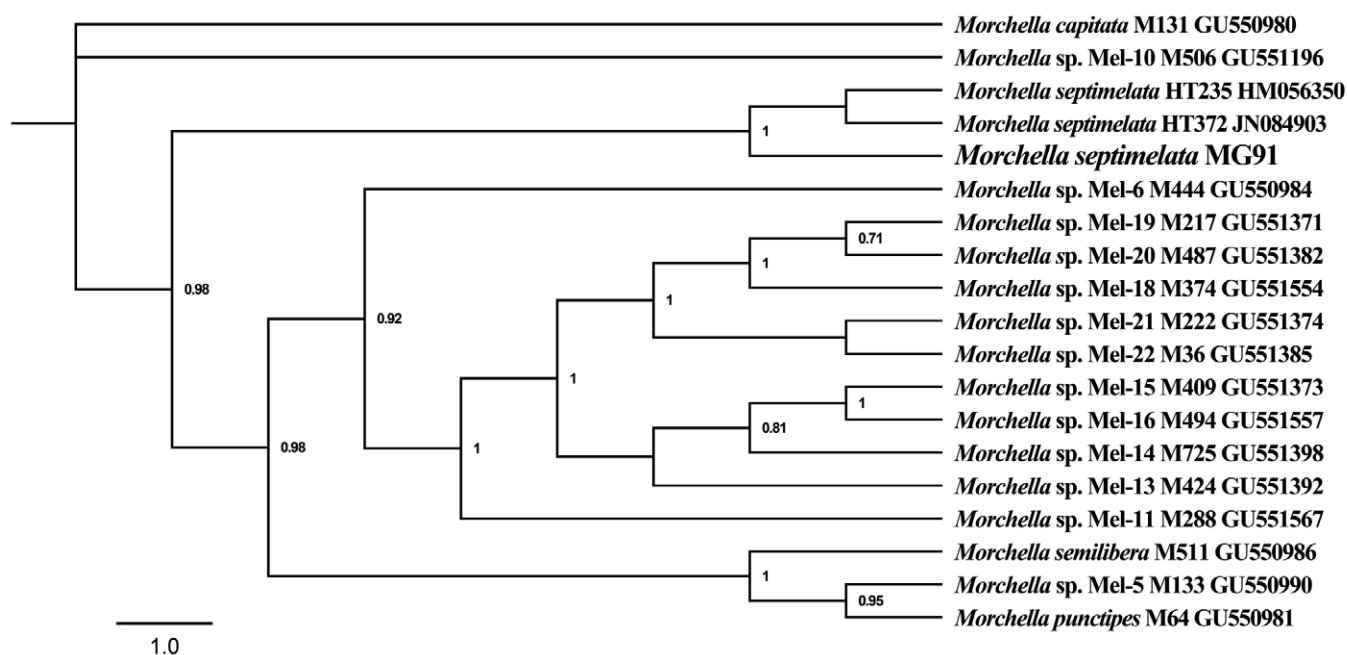 Morchella capitata M131 GU550980
Morchella sp. Mel-10 M506 GU551196
Morchella septimelata HT235 HM056350
Morchella septimelata HT372 JN084903
1
Morchella septimelata MG91
Morchella sp. Mel-6 M444 GU550984
Morchella sp. Mel-19 M217 GU551371
0.71
Morchella sp. Mel-20 M487 GU551382
1
Morchella sp. Mel-18 M374 GU551554
0.98
1
0.92
Morchella sp. Mel-21 M222 GU551374
Morchella sp. Mel-22 M36 GU551385
1
Morchella sp. Mel-15 M409 GU551373
1
Morchella sp. Mel-16 M494 GU551557
0.81
0.98
1
Morchella sp. Mel-14 M725 GU551398
Morchella sp. Mel-13 M424 GU551392
Morchella sp. Mel-11 M288 GU551567
Morchella semilibera M511 GU550986
1
Morchella sp. Mel-5 M133 GU550990
0.95
Morchella punctipes M64 GU550981
1.0